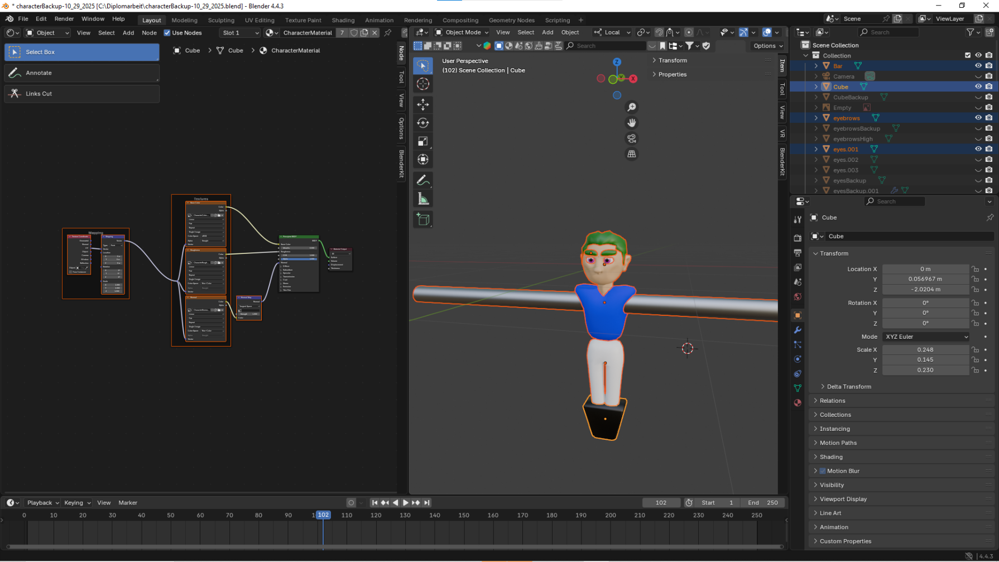 * characterBackup-10_29_2025 [C:\Diplomarbeit\characterBackup-10_29_2025.blend] - Blender 4.4.3
File Edit Render Window Help Layout Modeling Sculpting UV Editing Texture Paint Shading Animation Rendering Compositing Geometry Nodes Scripting + Scene ViewLayer
Object View Select Add Node Use Nodes Slot 1 CharacterMaterial 7
Object Mode View Select Add Object Local
Search
Search Options
Select Box
Annotate
Links Cut
Cube > Cube > CharacterMaterial
Node
Tool
View
Options
BlenderKit
User Perspective
(102) Scene Collection | Cube
Transform
Properties
Z
Y
X
Item
Tool
View
VR
BlenderKit
Textures
Mapping
Scene Collection
Collection
Bar
Camera
Cube
CubeBackup
Empty
eyebrows
eyebrowsBackup
eyebrowsHigh
eyes.001
eyes.002
eyes.003
eyesBackup
eyesBackup.001
Search
Cube
Cube
Transform
Location X 0 m
Y 0.056967 m
Z -2.0204 m
Rotation X 0°
Y 0°
Z 0°
Mode XYZ Euler
Scale X 0.248
Y 0.145
Z 0.230
Delta Transform
Relations
Collections
Instancing
Motion Paths
Shading
Motion Blur
Visibility
Viewport Display
Line Art
Animation
Custom Properties
Playback Keying View Marker 102 Start 1 End 250
0 10 20 30 40 50 60 70 80 90 1 102 110 120 130 140 150 160 170 180 190 200 210 220 230 240 250
4.4.3